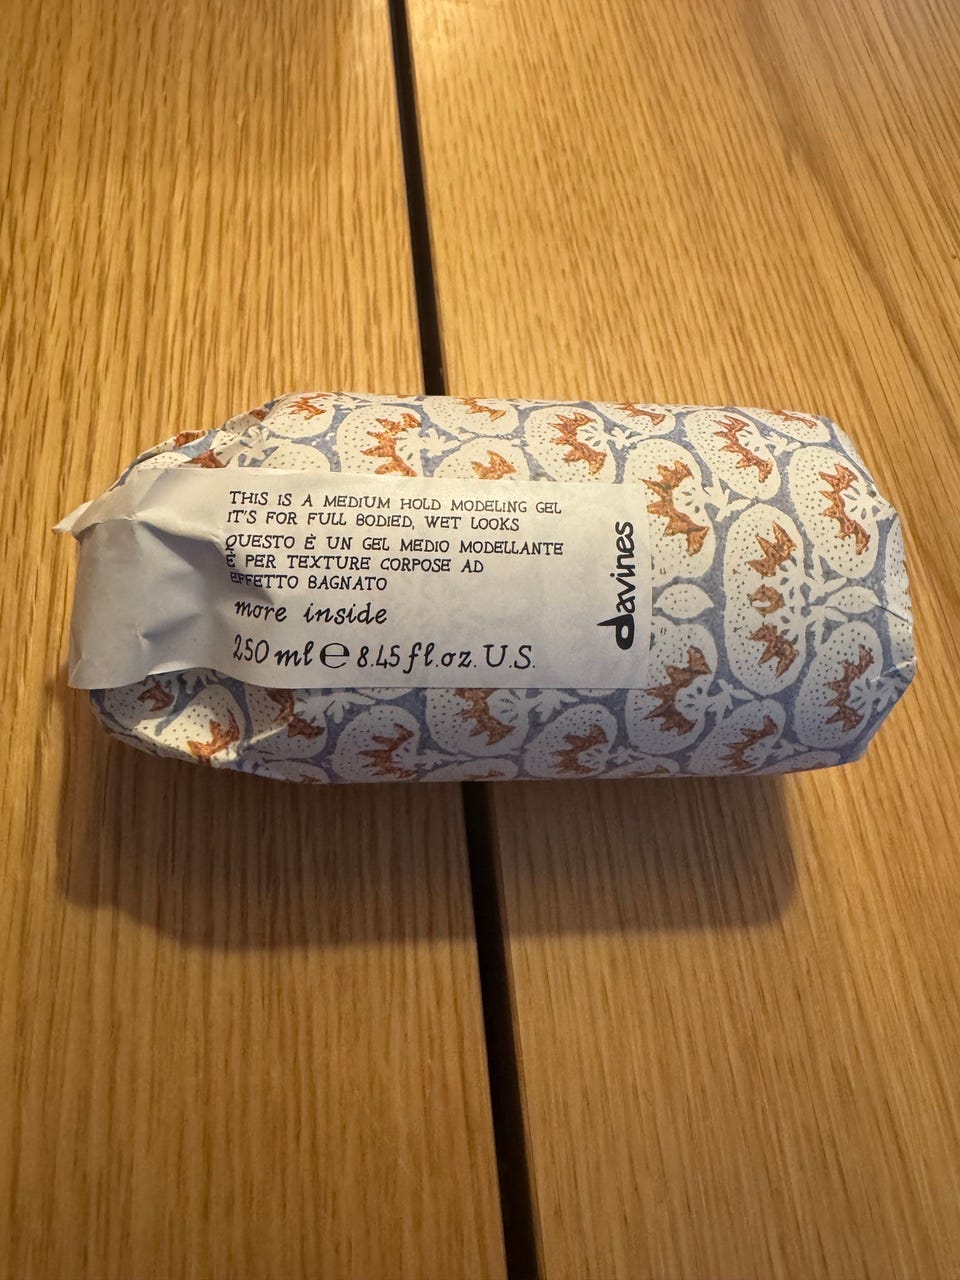 THIS IS A MEDIUM HOLD MODELING GEL
IT'S FOR FULL BODIED, WET LOOKS
QUESTO È UN GEL MEDIO MODELLANTE
È PER TEXTURE CORPOSE AD
EFFETTO BAGNATO
more inside
250 ml ℮ 8.45 fl.oz. U.S.
davines